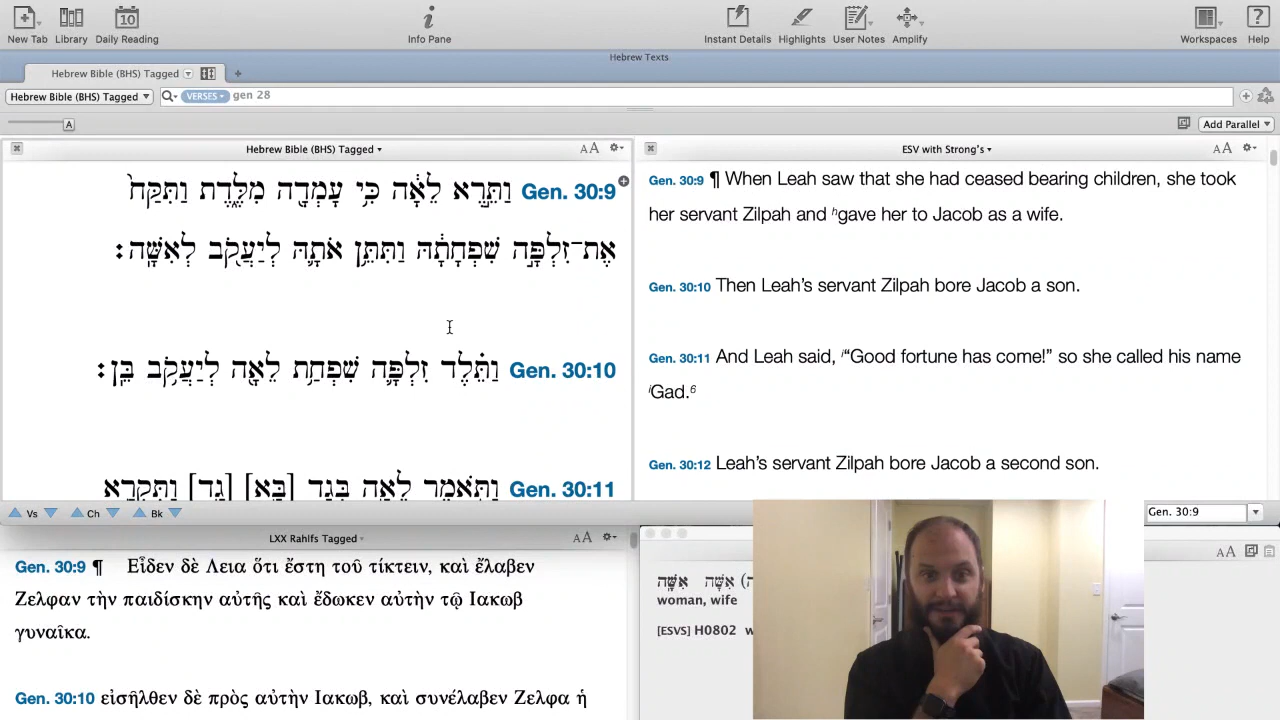 New Tab
Library
Daily Reading
10
Info Pane
Instant Details
Highlights
User Notes
Amplify
Workspaces
Help
Hebrew Texts
Hebrew Bible (BHS) Tagged
Hebrew Bible (BHS) Tagged
VERSES
gen 28
A
Add Parallel
Hebrew Bible (BHS) Tagged
Gen. 30:9 וַתֵּ֣רֶא לֵאָ֔ה כִּ֥י עָמְדָ֖ה מִלֶּ֑דֶת וַתִּקַּח֙
אֶת־זִלְפָּ֣ה שִׁפְחָתָ֔הּ וַתִּתֵּ֥ן אֹתָ֛הּ לְיַעֲקֹ֖ב לְאִשָּֽׁה׃
Gen. 30:10 וַתֵּ֗לֶד זִלְפָּ֛ה שִׁפְחַ֥ת לֵאָ֖ה לְיַעֲקֹ֥ב בֵּֽן׃
Gen. 30:11 וַתֹּ֥אמֶר לֵאָ֖ה בְּגַד [בָּא] [גָד] וַתִּקְרָ֥א
Vs Ch Bk
ESV with Strong's
AA
Gen. 30:9 ¶ When Leah saw that she had ceased bearing children, she took
her servant Zilpah and hgave her to Jacob as a wife.
Gen. 30:10 Then Leah’s servant Zilpah bore Jacob a son.
Gen. 30:11 And Leah said, i“Good fortune has come!” so she called his name
iGad.6
Gen. 30:12 Leah’s servant Zilpah bore Jacob a second son.
Gen. 30:9
LXX Rahlfs Tagged
AA
Gen. 30:9 ¶ Εἶδεν δὲ Λεια ὅτι ἔστη τοῦ τίκτειν, καὶ ἔλαβεν
Ζελφαν τὴν παιδίσκην αὐτῆς καὶ ἔδωκεν αὐτὴν τῷ Ιακωβ
γυναῖκα.
Gen. 30:10 εἰσῆλθεν δὲ πρὸς αὐτὴν Ιακωβ, καὶ συνέλαβεν Ζελφα ἡ
AA
אִשָּׁה אִשָּׁה
woman, wife
[ESVS] H0802